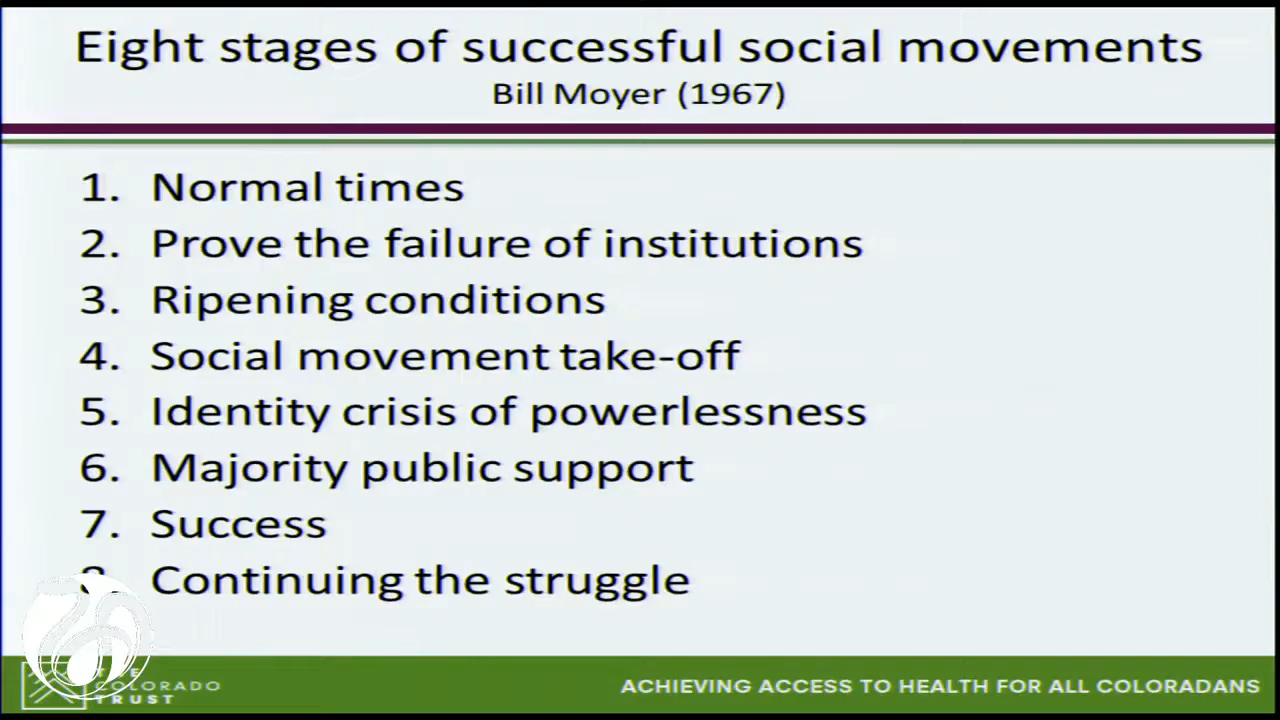 Eight stages of successful social movements
Bill Moyer (1967)
1. Normal times
2. Prove the failure of institutions
3. Ripening conditions
4. Social movement take-off
5. Identity crisis of powerlessness
6. Majority public support
7. Success
Continuing the struggle
COLORADO
TRUST
ACHIEVING ACCESS TO HEALTH FOR ALL COLORADANS